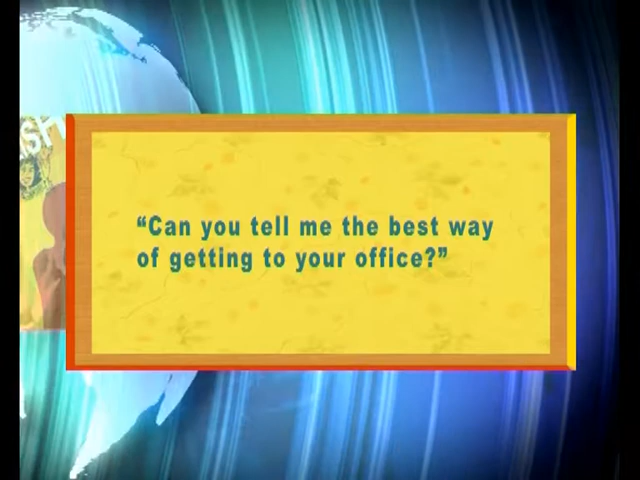 “Can you tell me the best way
of getting to your office?”